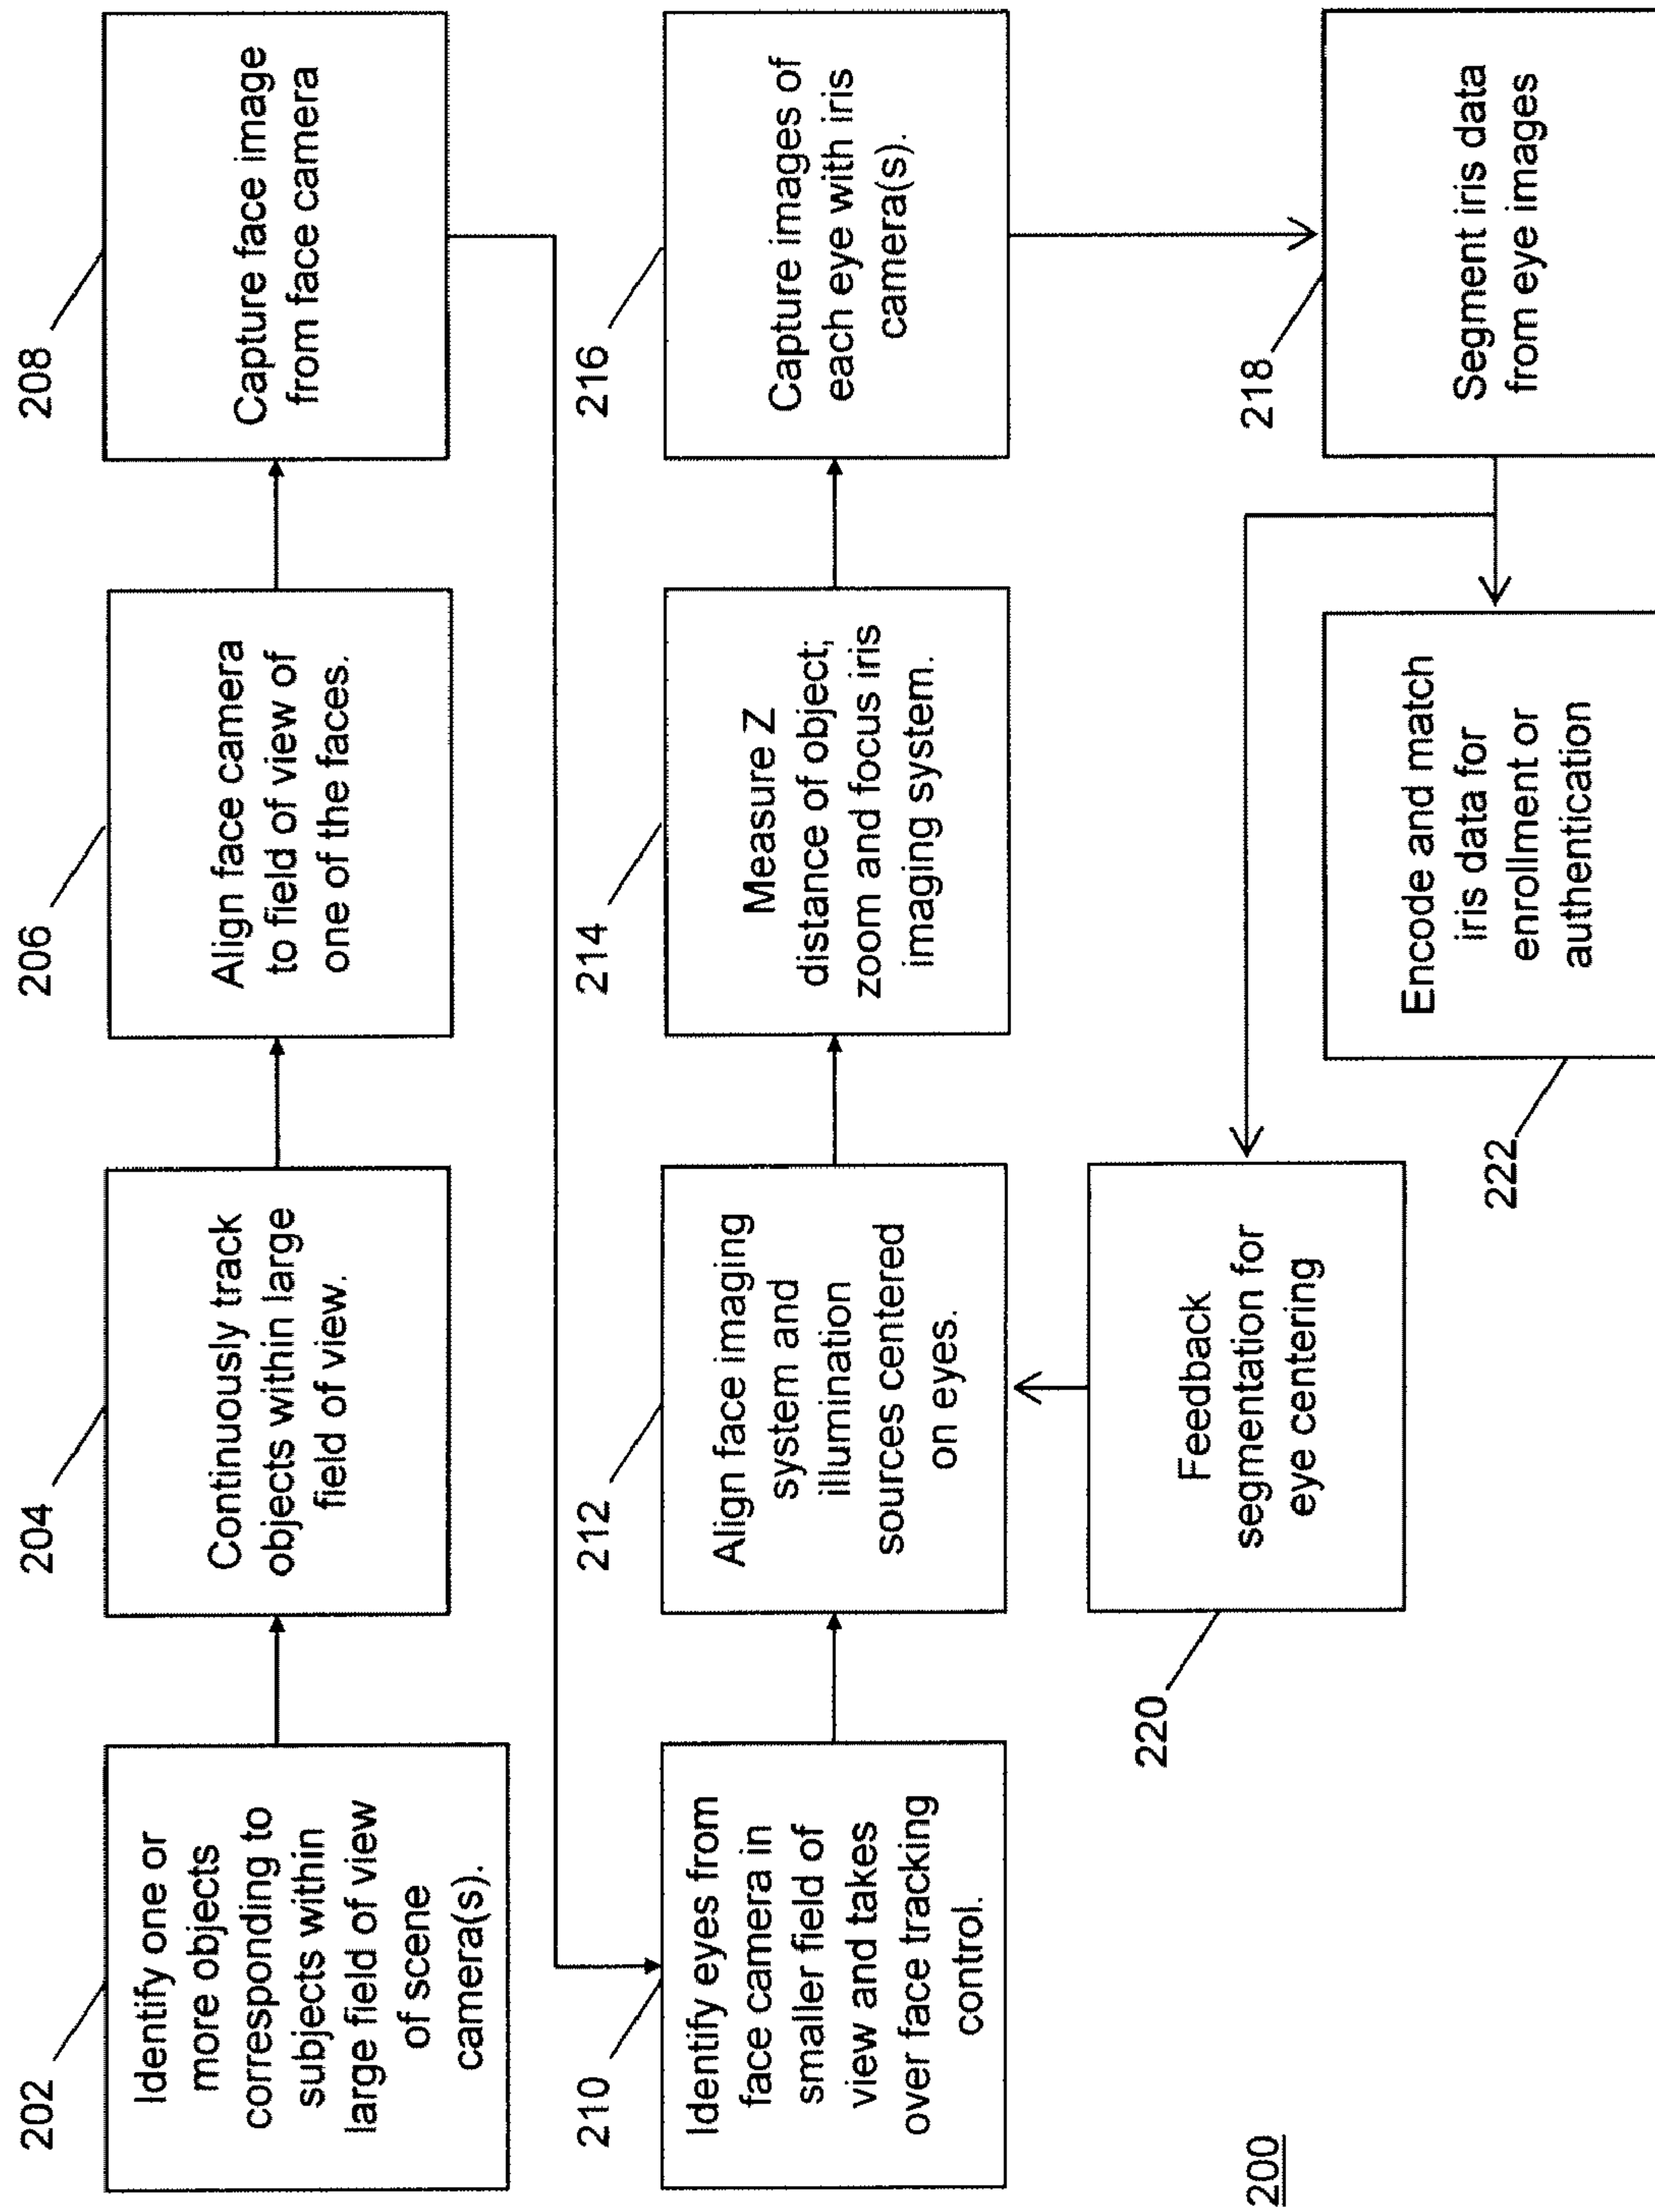 202
Identify one or
more objects
corresponding to
subjects within
large field of view
of scene
camera(s).
204
Continuously track
objects within large
field of view.
206
Align face camera
to field of view of
one of the faces.
208
Capture face image
from face camera
210
Identify eyes from
face camera in
smaller field of
view and takes
over face tracking
control.
212
Align face imaging
system and
illumination
sources centered
on eyes.
214
Measure Z
distance of object;
zoom and focus iris
imaging system.
216
Capture images of
each eye with iris
camera(s).
218
Segment iris data
from eye images
220
Feedback
segmentation for
eye centering
222
Encode and match
iris data for
enrollment or
authentication
200